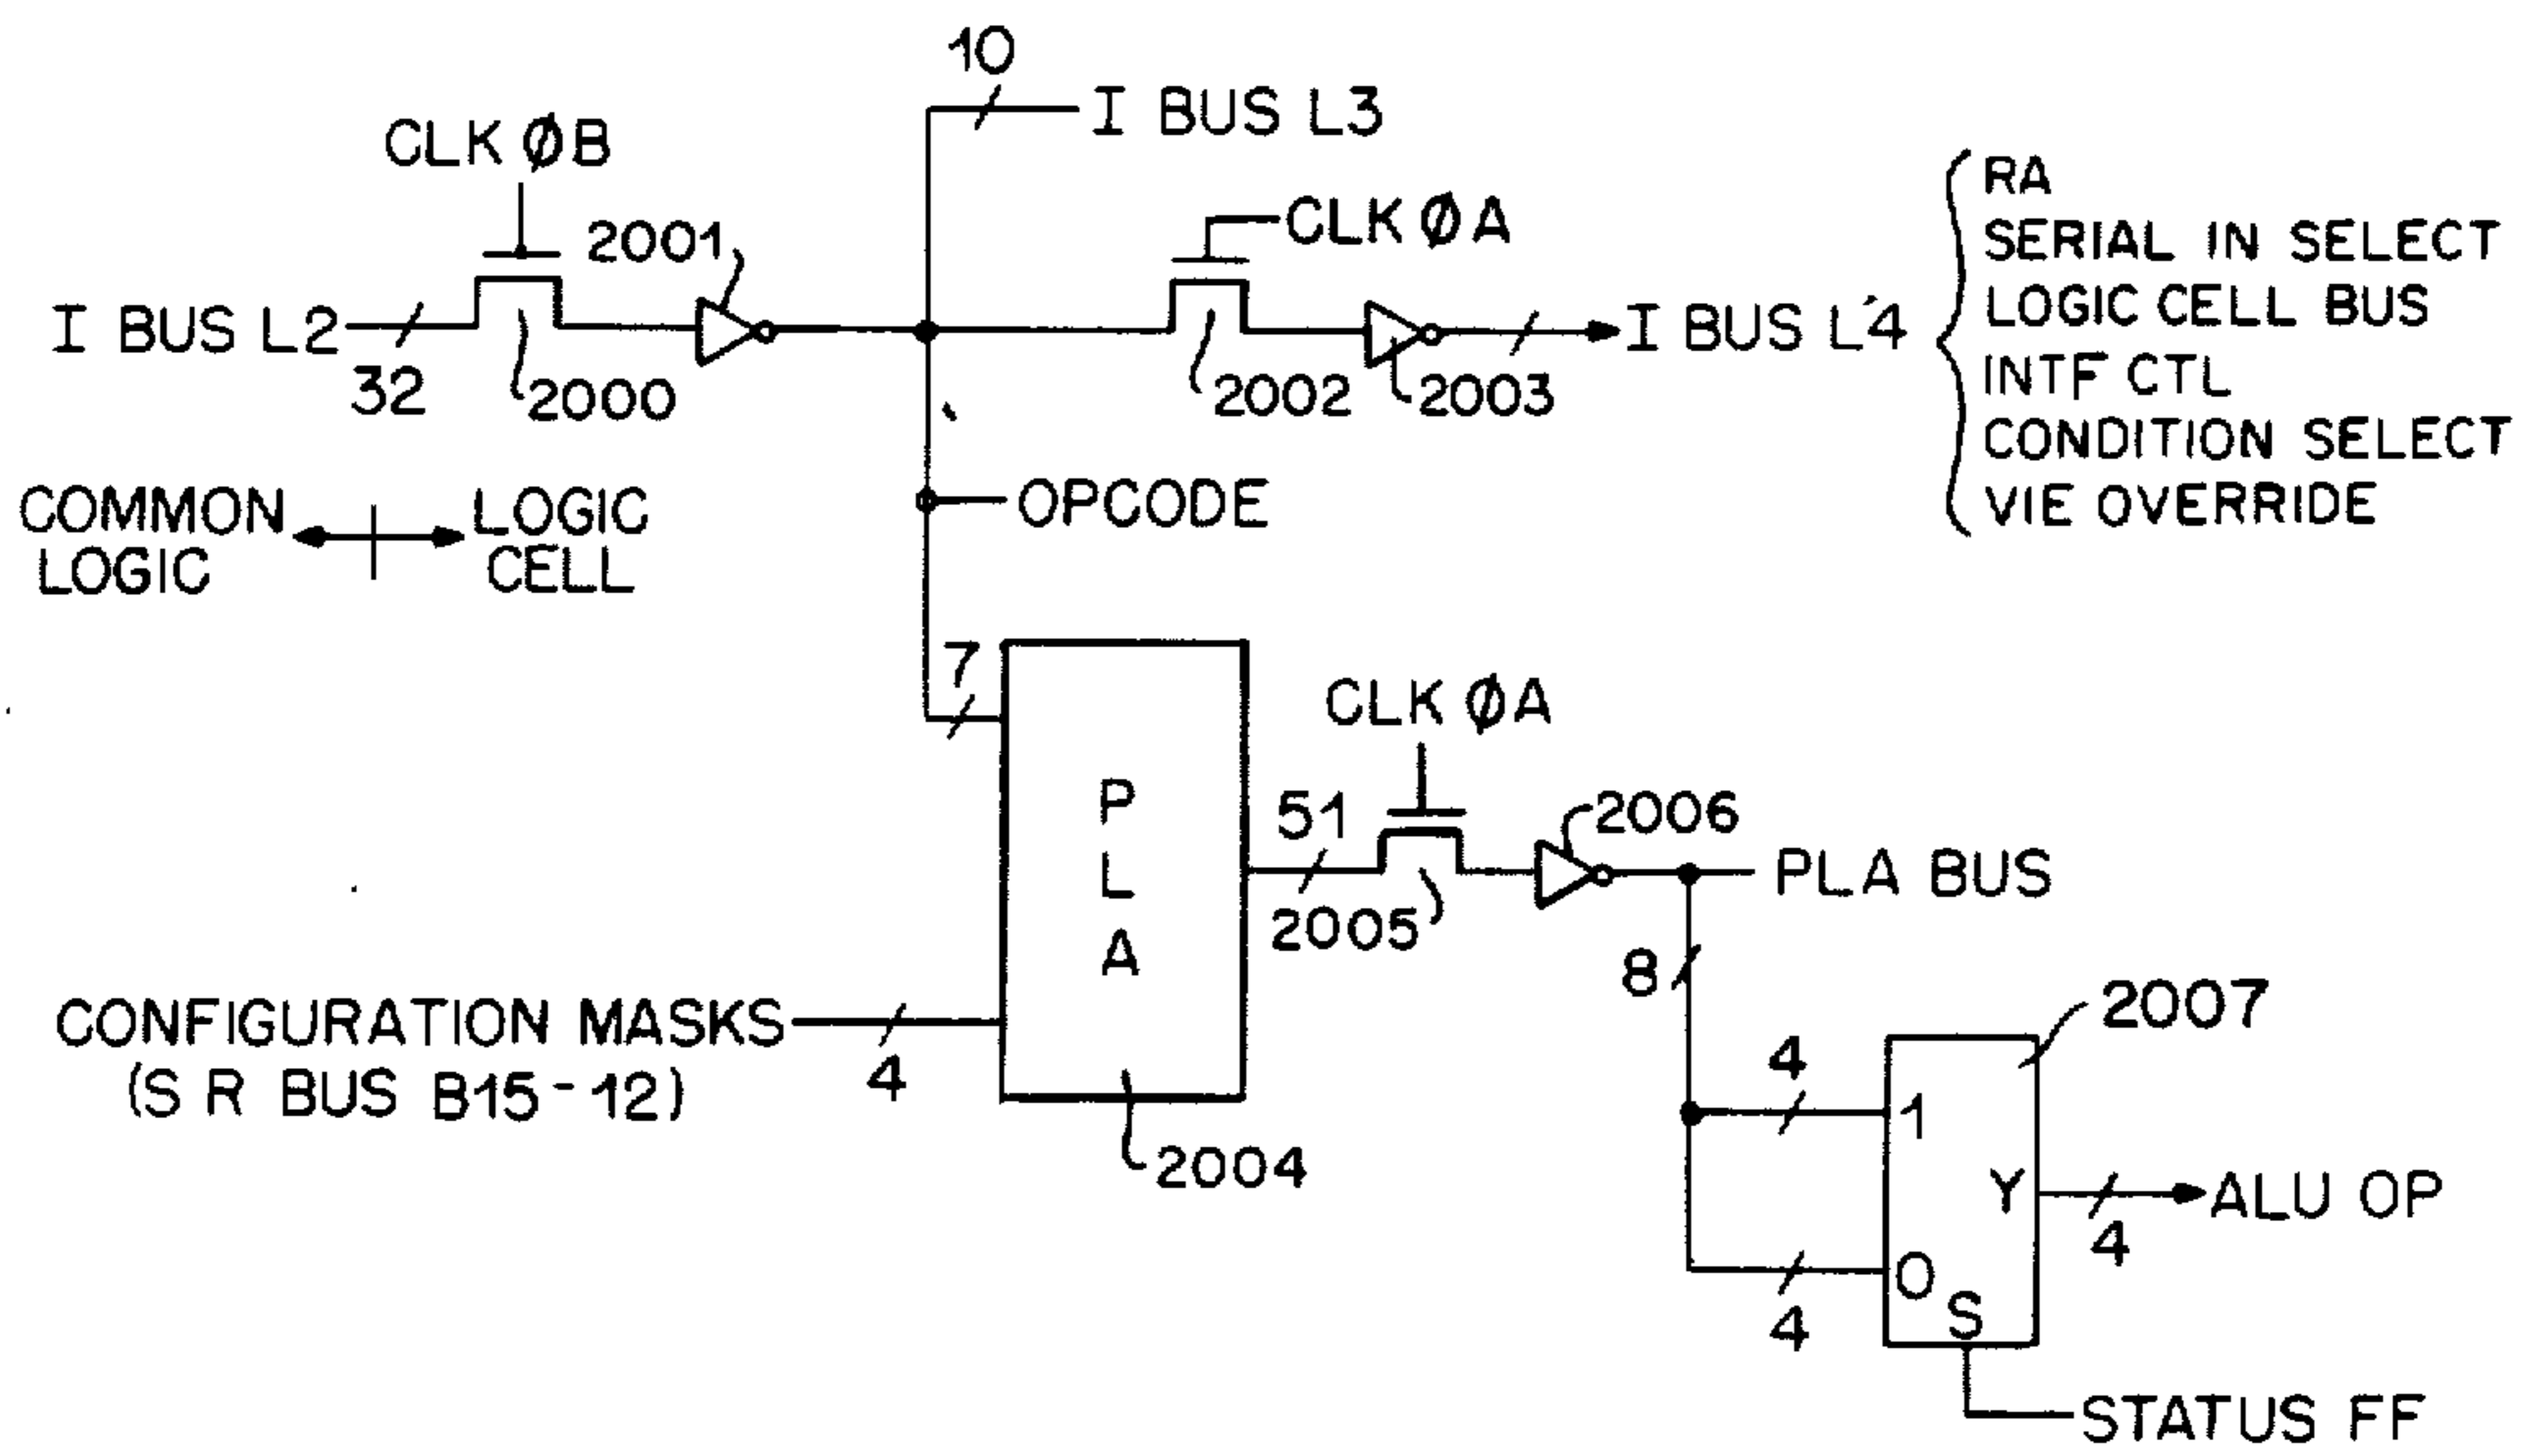 10
I BUS L3
CLK ØB
2001
CLK ØA
I BUS L2
32
2000
2002
2003
I BUS L4
RA
SERIAL IN SELECT
LOGIC CELL BUS
INTF CTL
CONDITION SELECT
VIE OVERRIDE
COMMON LOGIC
LOGIC CELL
OPCODE
7
PLA
CLK ØA
51
2005
2006
PLA BUS
8
CONFIGURATION MASKS
(S R BUS B15-12)
4
2004
2007
4
1
Y
ALU OP
4
0
4
S
STATUS FF